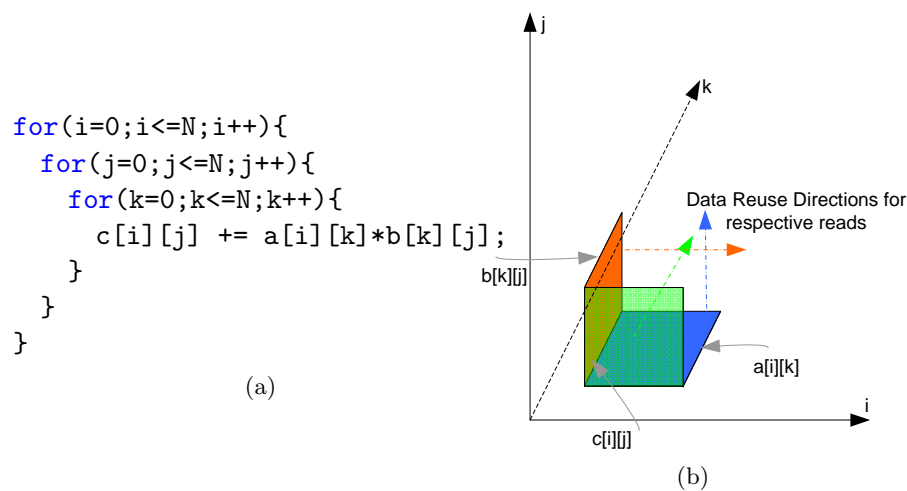 for(i=0;i<=N;i++){
for(j=0;j<=N;j++){
for(k=0;k<=N;k++){
c[i][j] += a[i][k]*b[k][j];
}
}
}
(a)
j
k
Data Reuse Directions for
respective reads
b[k][j]
a[i][k]
i
c[i][j]
(b)